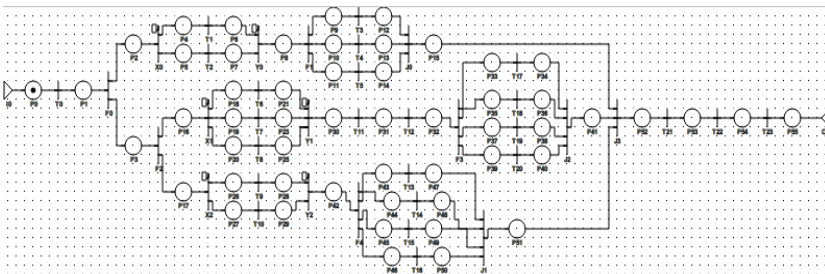 P9 T3 P12
P4 T1 P6
P2 X0 Y0 P8 F1 P10 T4 P13 J0 P15
P5 T2 P7
P11 T5 P14
P33 T17 P34
I0 P0 T0 P1 F0
P18 T6 P21
P35 T18 P36
P16 X1 P19 T7 P23 Y1 P30 P31 T11 T12 P32 P41 J3 P52 T21 P53 T22 P54 T23 P55
P37 T19 P38
P3 F2 P20 T8 P25 F3 J2
P39 T20 P40
P43 T13 P47
P17 X2 P26 T9 P28 Y2 P42
P44 T14 P48
P27 T10 P29
F4 P45 T15 P49 P51
P46 T16 P50 J1